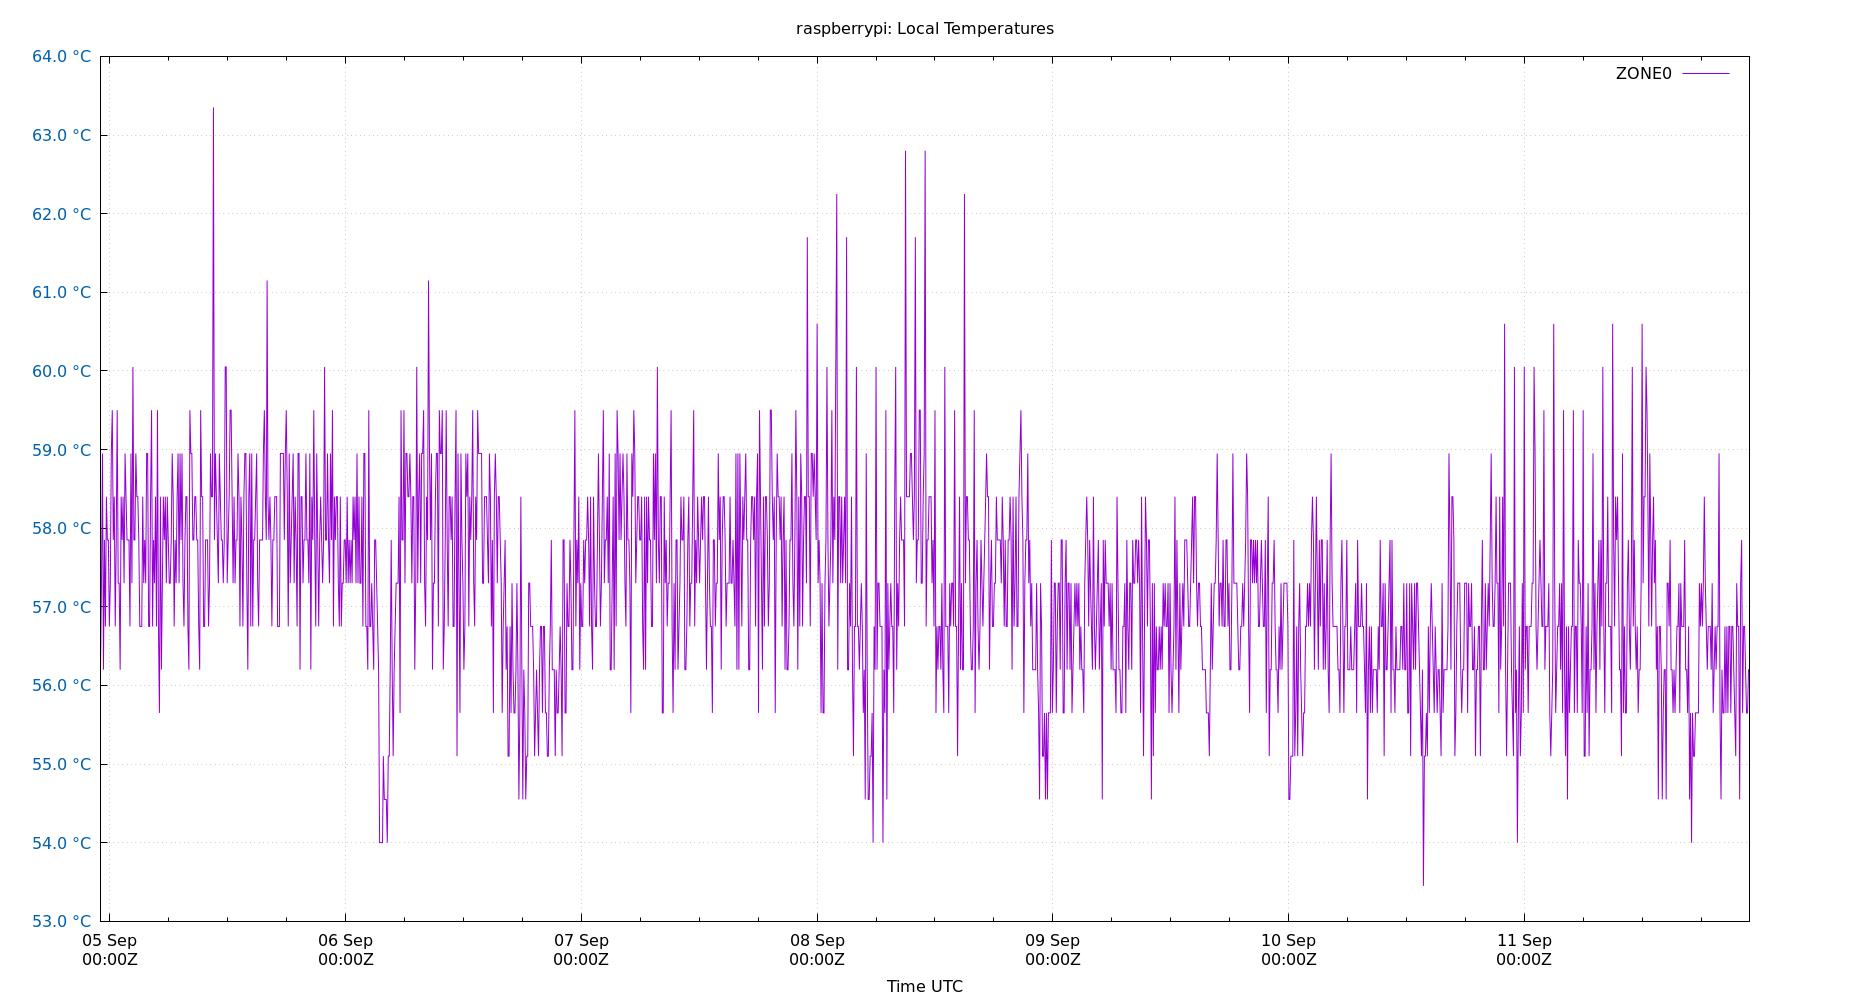 raspberrypi: Local Temperatures
64.0 °C
ZONE0
63.0 °C
62.0 °C
61.0 °C
60.0 °C
59.0 °C
58.0 °C
57.0 °C
56.0 °C
55.0 °C
54.0 °C
53.0 °C
05 Sep 06 Sep 07 Sep 08 Sep 09 Sep 10 Sep 11 Sep
00:00Z 00:00Z 00:00Z 00:00Z 00:00Z 00:00Z 00:00Z
Time UTC